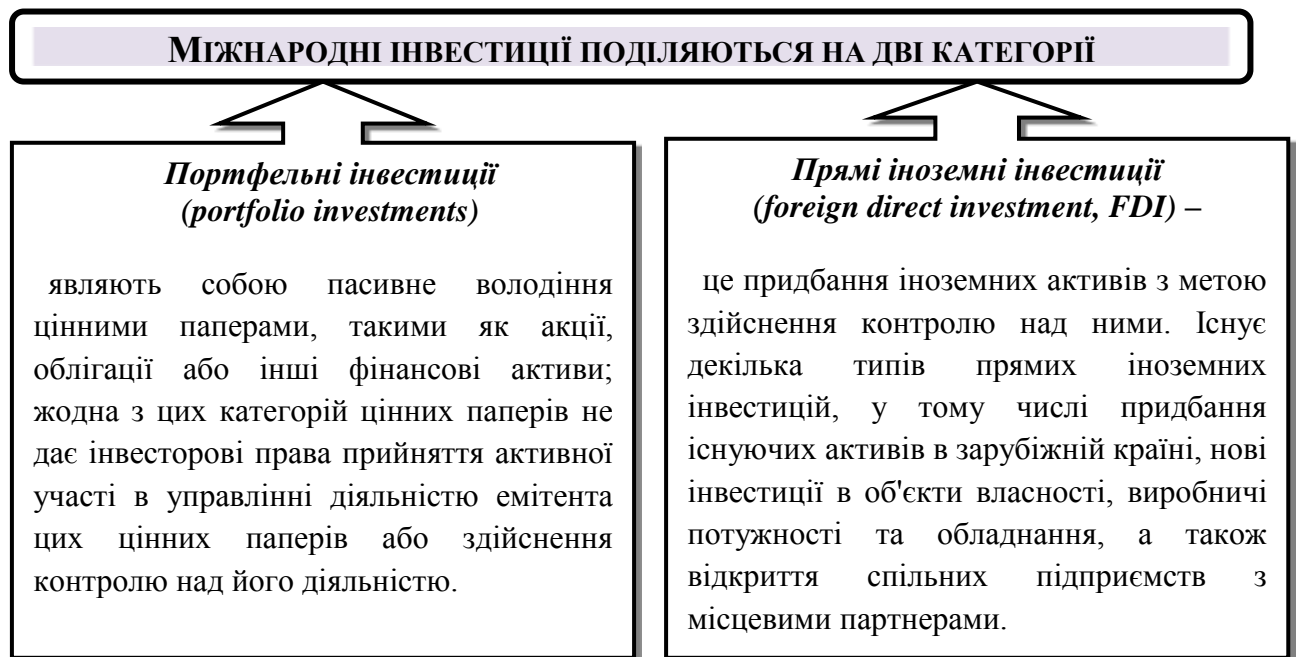 МІЖНАРОДНІ ІНВЕСТИЦІЇ ПОДІЛЯЮТЬСЯ НА ДВІ КАТЕГОРІЇ
Портфельні інвестиції
(portfolio investments)
являють собою пасивне володіння
цінними паперами, такими як акції,
облігації або інші фінансові активи;
жодна з цих категорій цінних паперів не
дає інвесторові права прийняття активної
участі в управлінні діяльністю емітента
цих цінних паперів або здійснення
контролю над його діяльністю.
Прямі іноземні інвестиції
(foreign direct investment, FDI) –
це придбання іноземних активів з метою
здійснення контролю над ними. Існує
декілька типів прямих іноземних
інвестицій, у тому числі придбання
існуючих активів в зарубіжній країні, нові
інвестиції в об'єкти власності, виробничі
потужності та обладнання, а також
відкриття спільних підприємств з
місцевими партнерами.